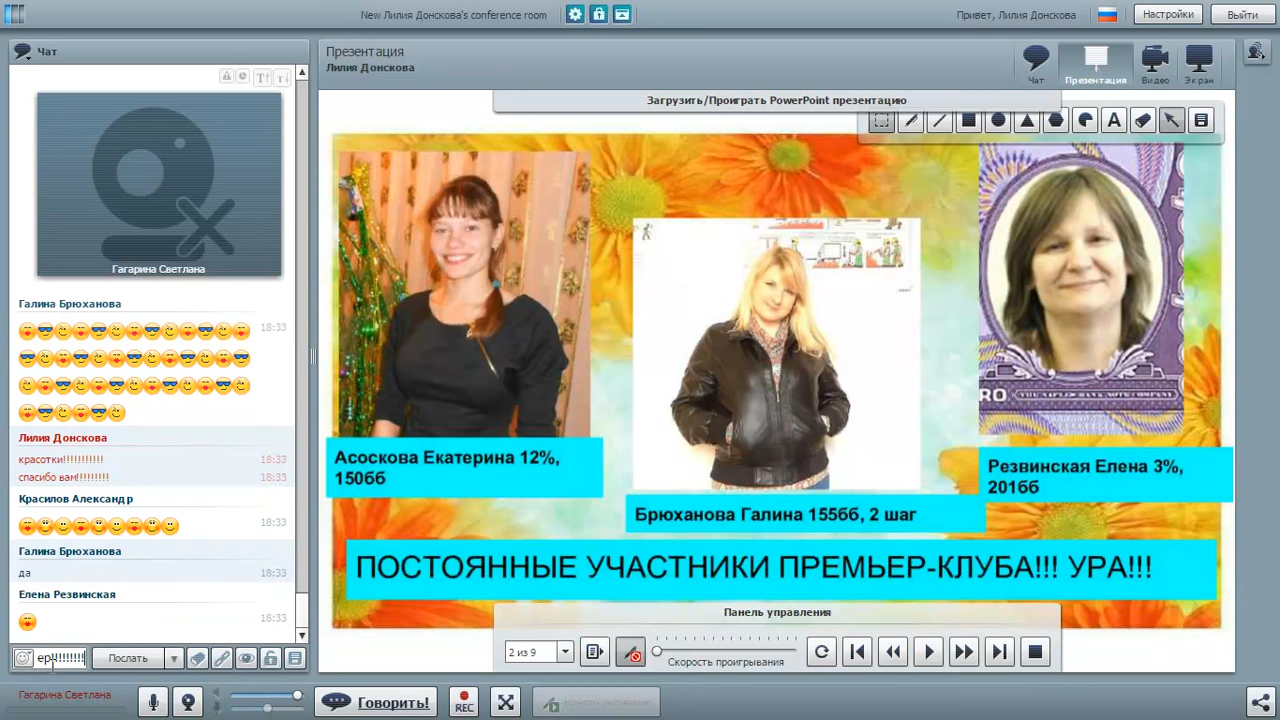 New Лилия Донскова's conference room
Привет, Лилия Донскова
Настройки
Выйти
Чат
Презентация
Лилия Донскова
Чат
Презентация
Видео
Экран
Загрузить/Проиграть PowerPoint презентацию
Гагарина Светлана
Галина Брюханова
18:33
Лилия Донскова
красотки!!!!!!!!!!!
18:33
спасибо вам!!!!!!!!!
18:33
Красилов Александр
18:33
Галина Брюханова
да
18:33
Елена Резвинская
18:33
Послать
Асоскова Екатерина 12%,
150бб
Брюханова Галина 155бб, 2 шаг
Резвинская Елена 3%,
201бб
ПОСТОЯННЫЕ УЧАСТНИКИ ПРЕМЬЕР-КЛУБА!!! УРА!!!
Панель управления
2 из 9
Скорость проигрывания
Гагарина Светлана
Говорить!
REC